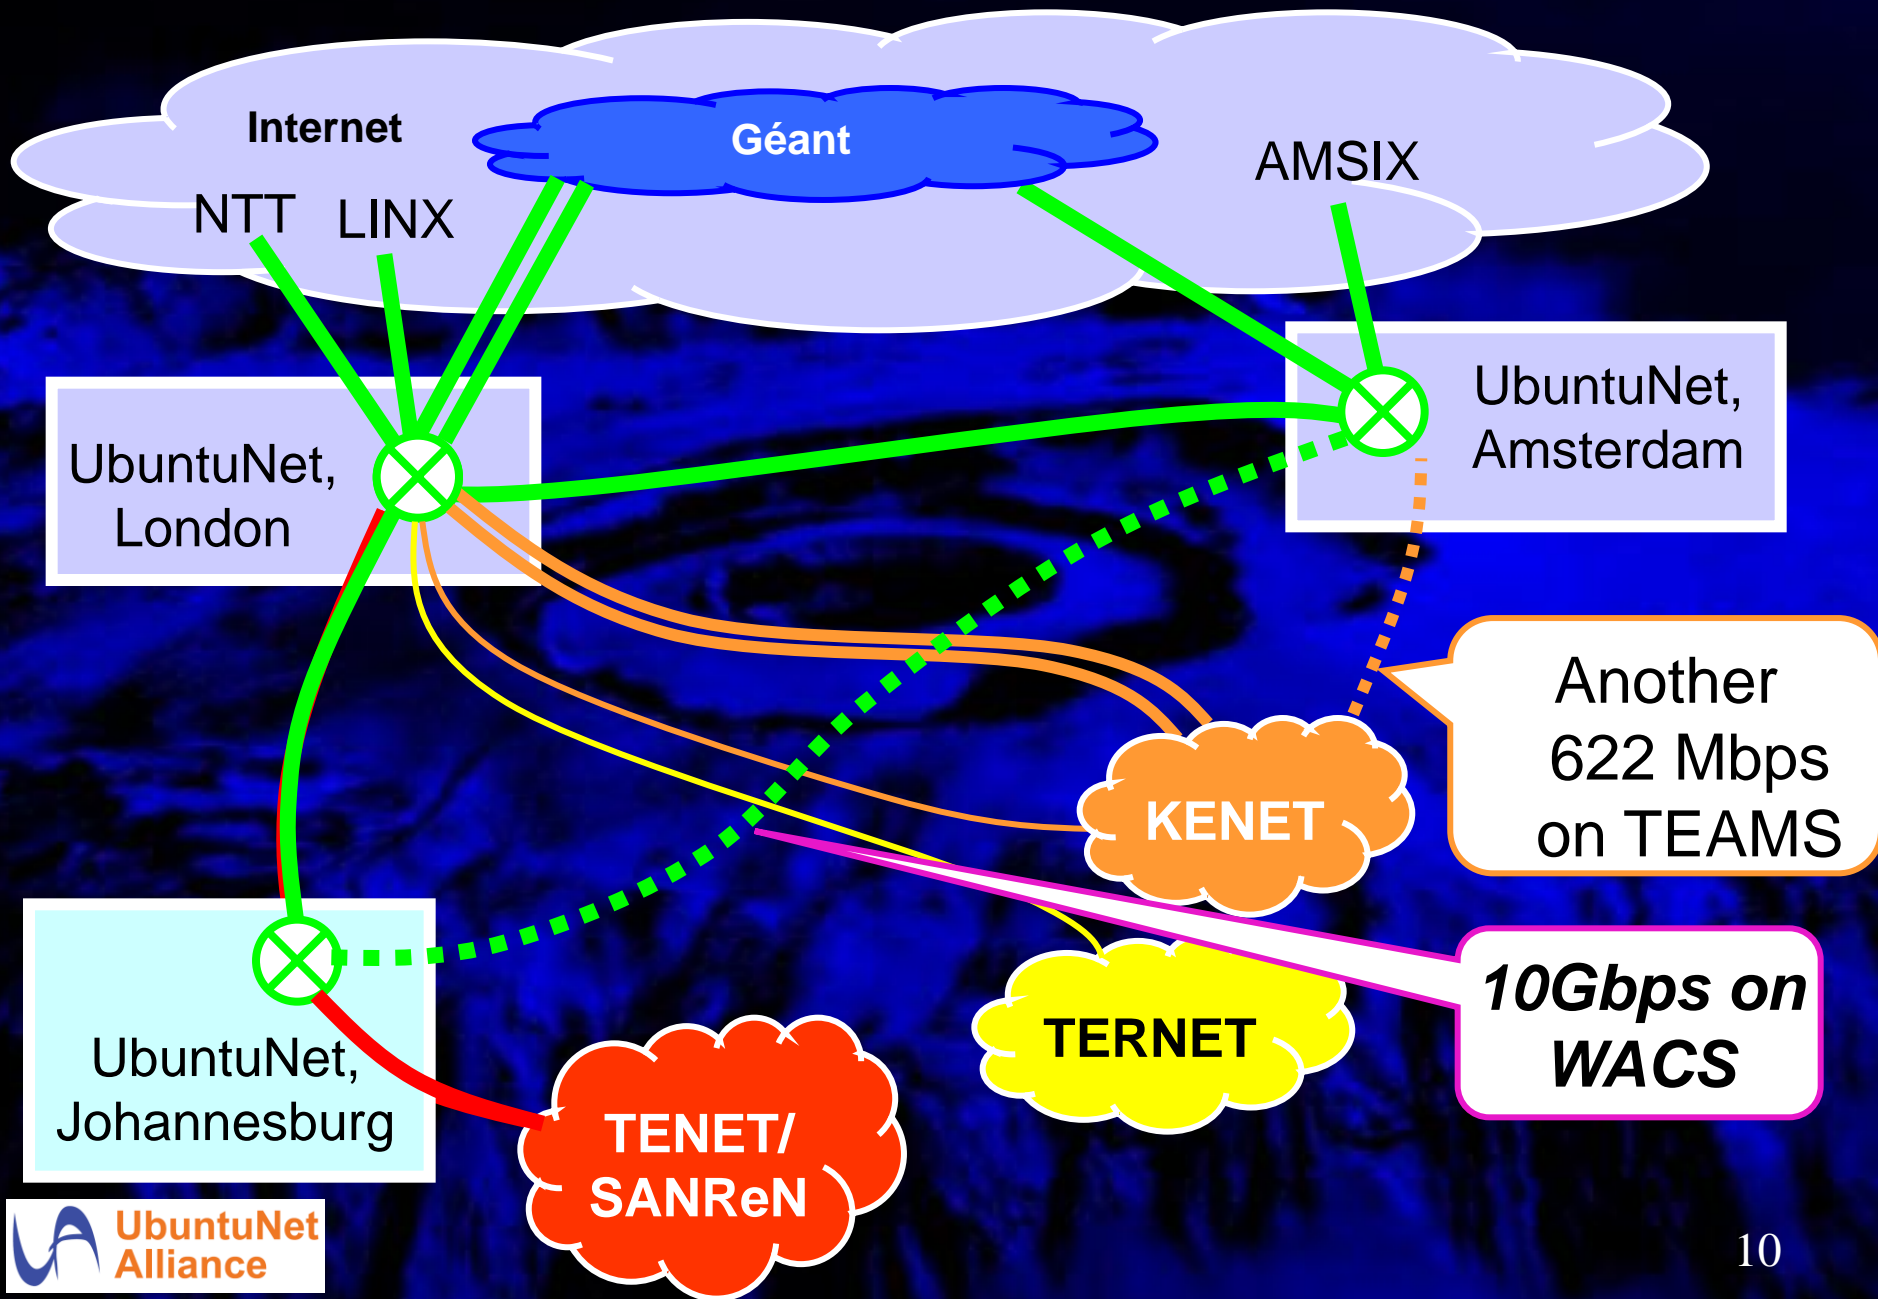 Internet
Géant
AMSIX
NTT
LINX
UbuntuNet,
Amsterdam
UbuntuNet,
London
Another
622 Mbps
on TEAMS
KENET
10Gbps on
WACS
TERNET
UbuntuNet,
Johannesburg
TENET/
SANReN
UbuntuNet
Alliance
10